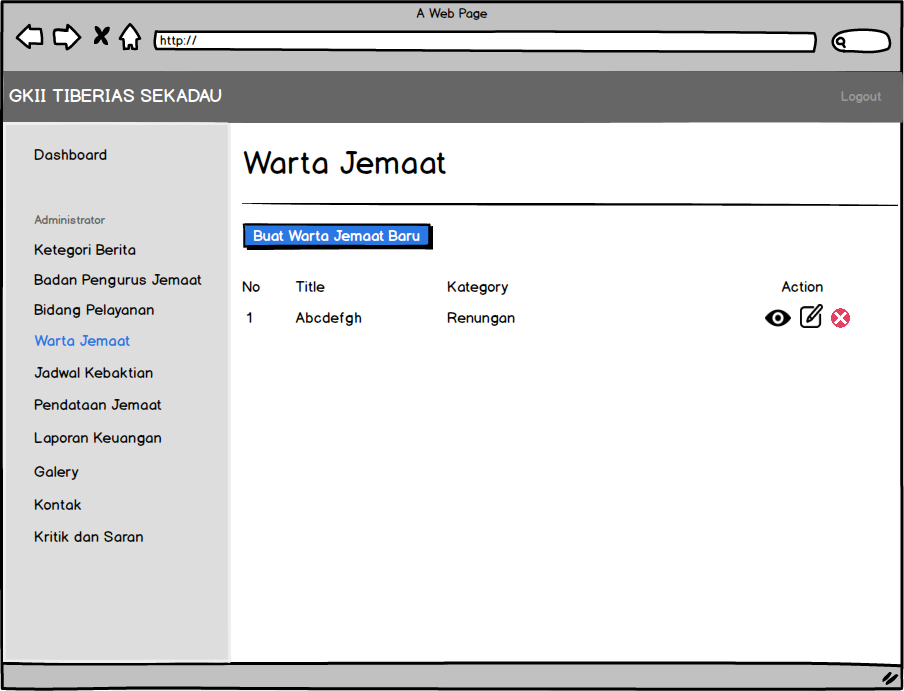 A Web Page
http://
GKII TIBERIAS SEKADAU
Logout
Dashboard
Administrator
Ketegori Berita
Badan Pengurus Jemaat
Bidang Pelayanan
Warta Jemaat
Jadwal Kebaktian
Pendataan Jemaat
Laporan Keuangan
Galery
Kontak
Kritik dan Saran
Warta Jemaat
Buat Warta Jemaat Baru
No Title Kategory Action
1 Abcdefgh Renungan